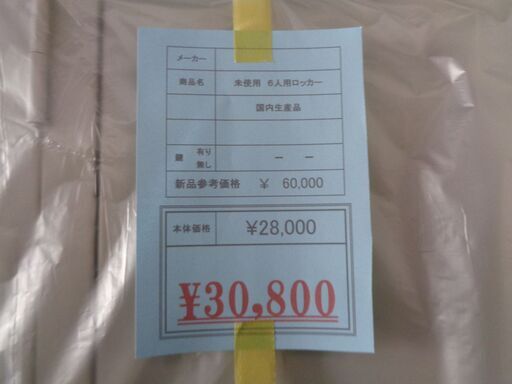 メーカー
商品名 未使用 6人用ロッカー
国内生産品
鍵 有り 無し ー ー
新品参考価格 ¥ 60,000
本体価格 ¥28,000
¥30,800